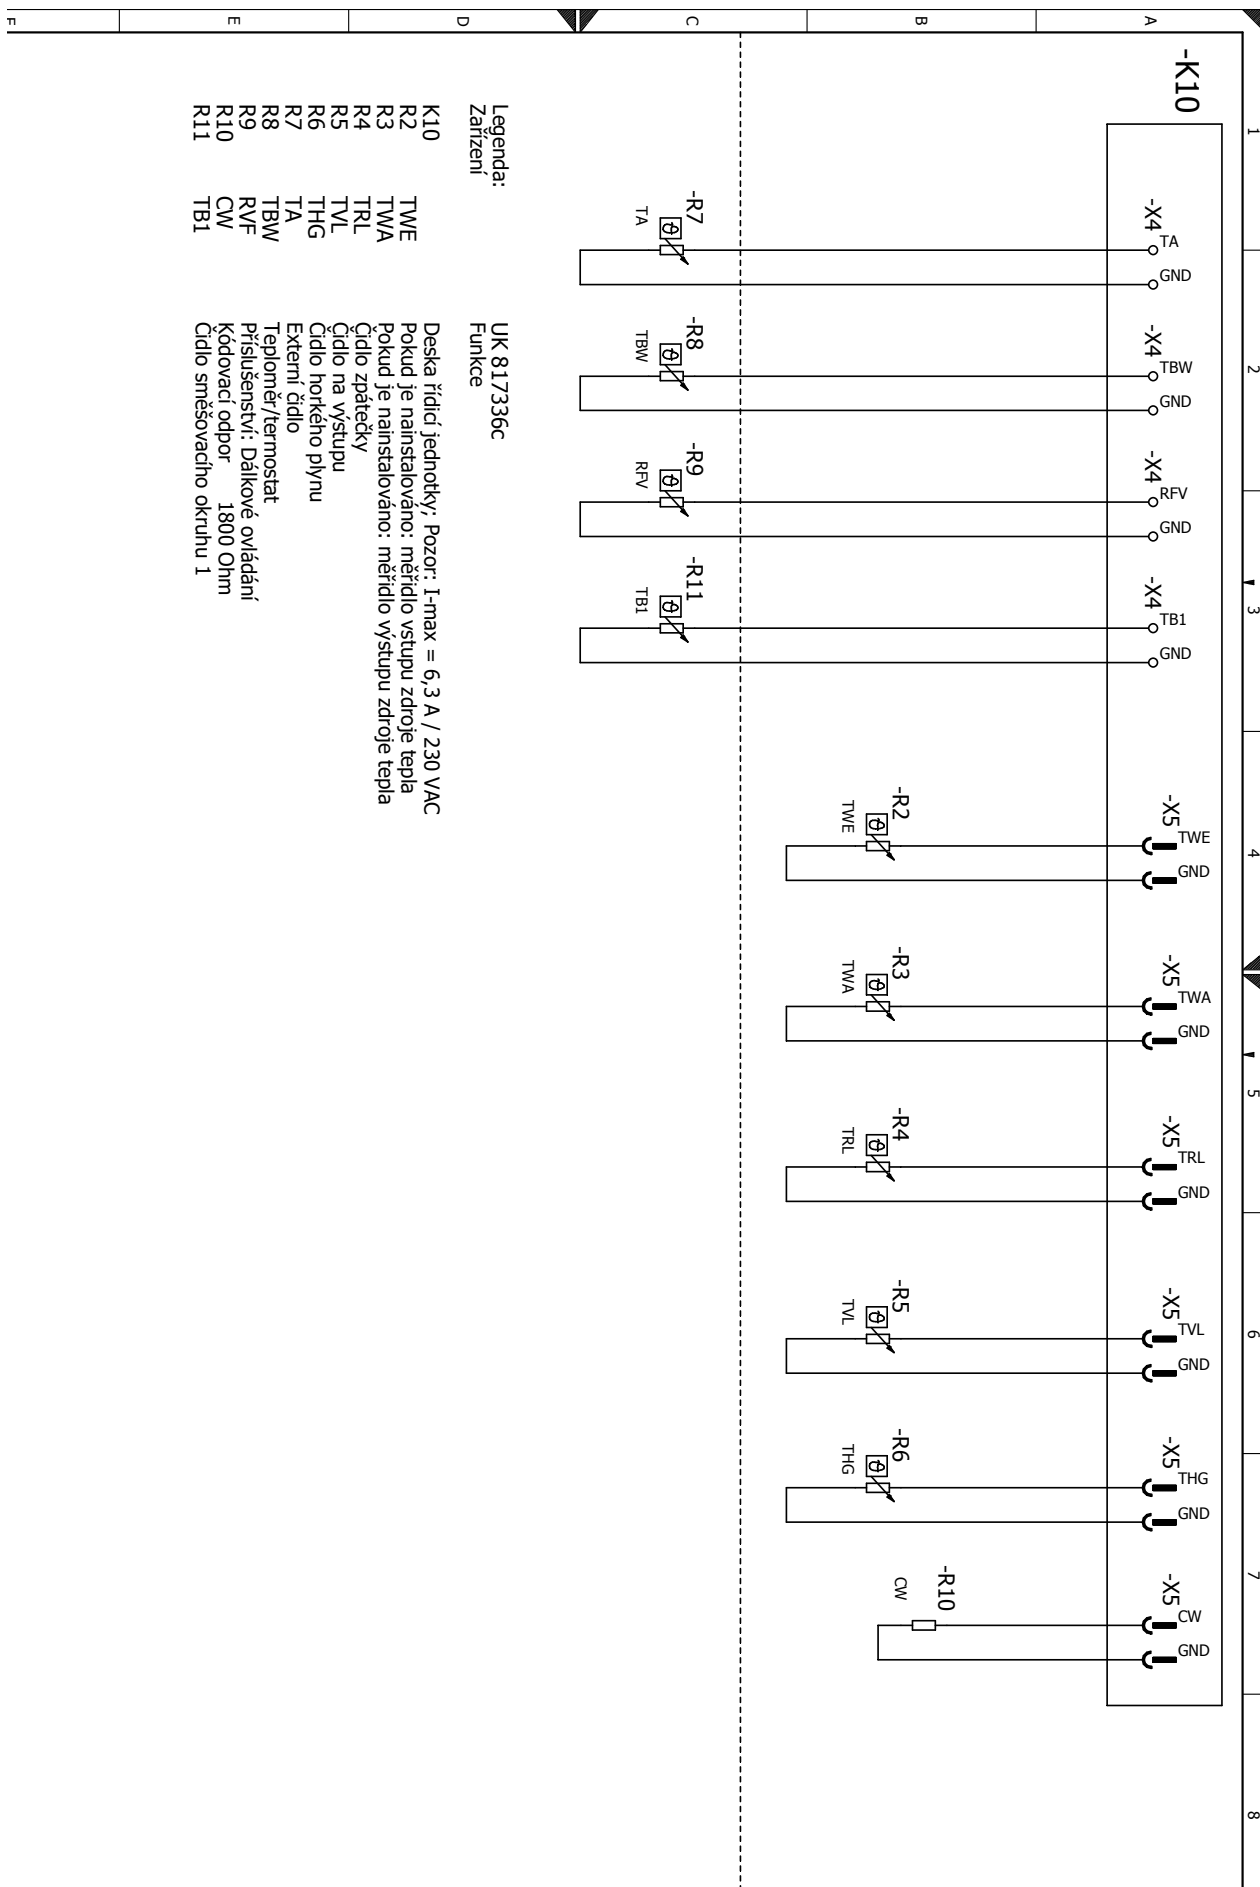 1 2 3 4 5 6 7 8
A
B
C
D
E
F
-K10
-X4 TA GND
-X4 TBW GND
-X4 RFV GND
-X4 TB1 GND
-X5 TWE GND
-X5 TWA GND
-X5 TRL GND
-X5 TVL GND
-X5 THG GND
-X5 CW GND
-R7 TA
-R8 TBW
-R9 RFV
-R11 TB1
-R2 TWE
-R3 TWA
-R4 TRL
-R5 TVL
-R6 THG
-R10 CW
Legenda: UK 817336c
Zařízení Funkce
K10 Deska řídicí jednotky; Pozor: I-max = 6,3 A / 230 VAC
R2 TWE Pokud je nainstalováno: měřidlo vstupu zdroje tepla
R3 TWA Pokud je nainstalováno: měřidlo výstupu zdroje tepla
R4 TRL Čidlo zpátečky
R5 TVL Čidlo na výstupu
R6 THG Čidlo horkého plynu
R7 TA Externí čidlo
R8 TBW Teploměr/termostat
R9 RVF Příslušenství: Dálkové ovládání
R10 CW Kódovací odpor 1800 Ohm
R11 TB1 Čidlo směšovacího okruhu 1